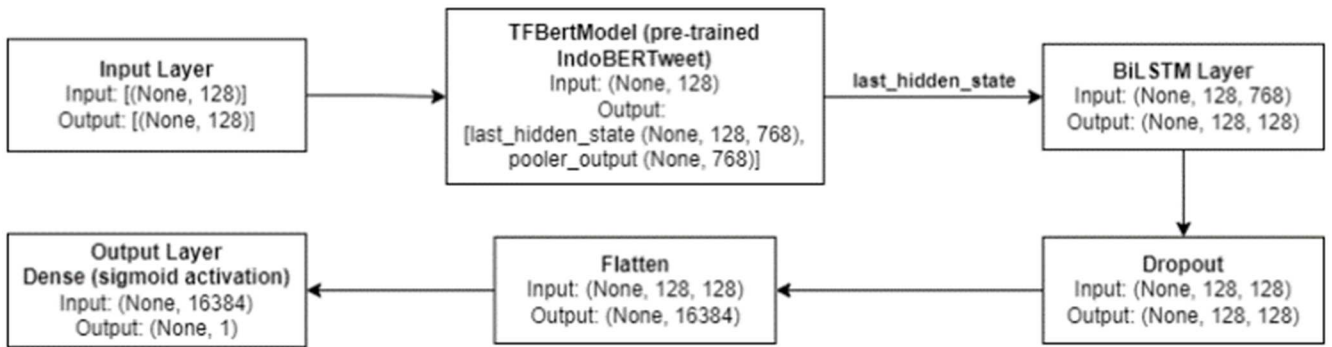 Input Layer
Input: [(None, 128)]
Output: [(None, 128)]
TFBertModel (pre-trained
IndoBERTweet)
Input: (None, 128)
Output:
[last_hidden_state (None, 128, 768),
pooler_output (None, 768)]
last_hidden_state
BiLSTM Layer
Input: (None, 128, 768)
Output: (None, 128, 128)
Dropout
Input: (None, 128, 128)
Output: (None, 128, 128)
Flatten
Input: (None, 128, 128)
Output: (None, 16384)
Output Layer
Dense (sigmoid activation)
Input: (None, 16384)
Output: (None, 1)